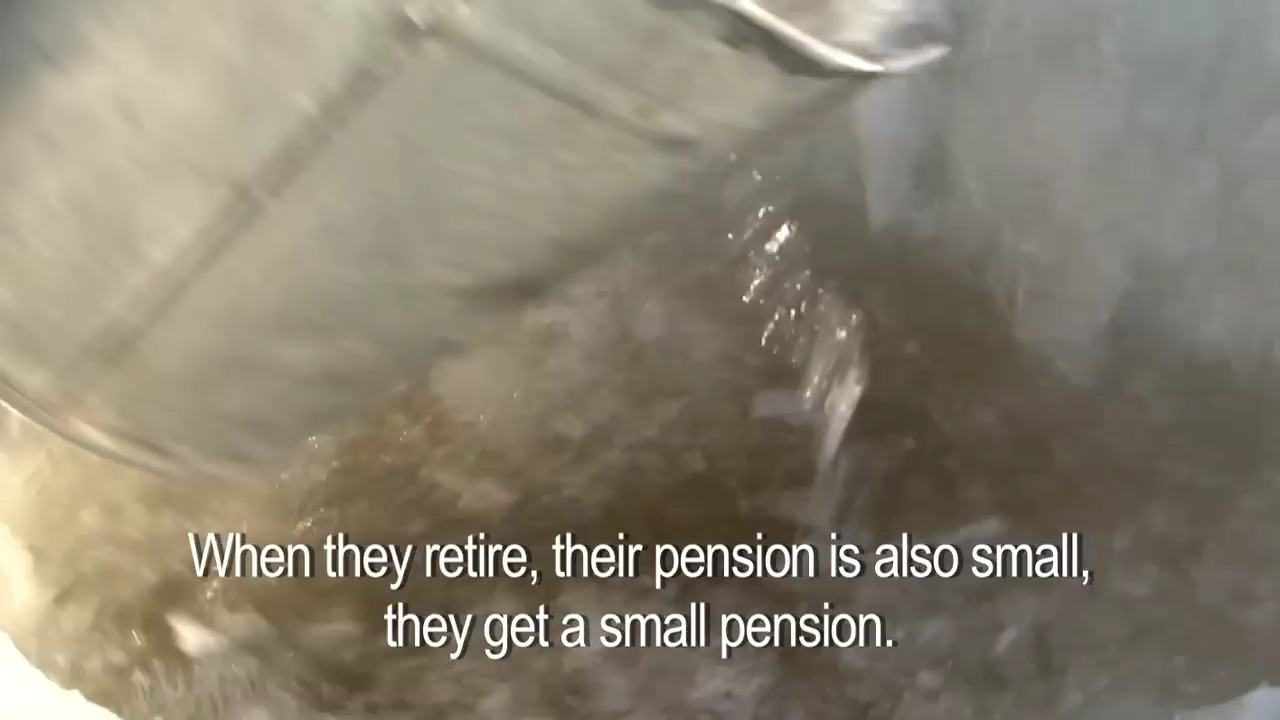 When they retire, their pension is also small,
they get a small pension.